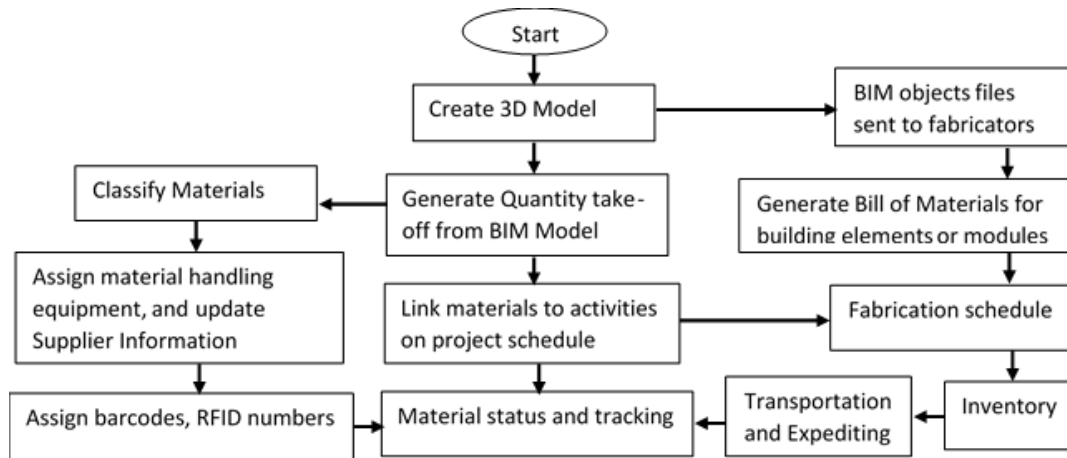 Start
Create 3D Model
BIM objects files
sent to fabricators
Classify Materials
Generate Quantity take-
off from BIM Model
Generate Bill of Materials for
building elements or modules
Assign material handling
equipment, and update
Supplier Information
Link materials to activities
on project schedule
Fabrication schedule
Assign barcodes, RFID numbers
Material status and tracking
Transportation
and Expediting
Inventory